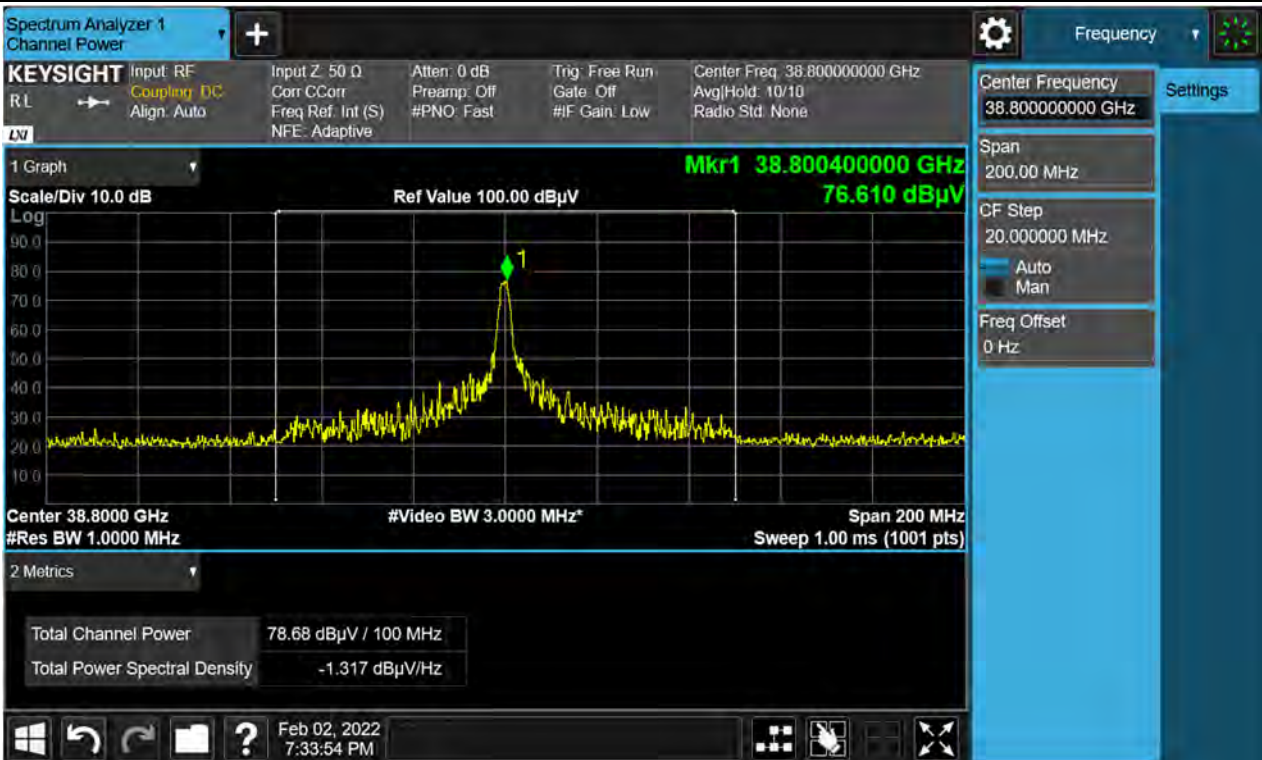 Spectrum Analyzer 1
Channel Power
Frequency
KEYSIGHT
RL
LXI
Input: RF
Coupling: DC
Align: Auto
Input Z: 50 Ω
Corr CCorr
Freq Ref: Int (S)
NFE: Adaptive
Atten: 0 dB
Preamp: Off
#PNO: Fast
Trig: Free Run
Gate: Off
#IF Gain: Low
Center Freq: 38.800000000 GHz
Avg|Hold: 10/10
Radio Std: None
Center Frequency
38.800000000 GHz
Settings
Span
200.00 MHz
CF Step
20.000000 MHz
Auto
Man
Freq Offset
0 Hz
1 Graph
Mkr1 38.800400000 GHz
76.610 dBµV
Scale/Div 10.0 dB
Ref Value 100.00 dBµV
Log
90.0
80.0
70.0
60.0
50.0
40.0
30.0
20.0
10.0
1
Center 38.8000 GHz
#Video BW 3.0000 MHz*
Span 200 MHz
#Res BW 1.0000 MHz
Sweep 1.00 ms (1001 pts)
2 Metrics
Total Channel Power 78.68 dBµV / 100 MHz
Total Power Spectral Density -1.317 dBµV/Hz
Feb 02, 2022
7:33:54 PM